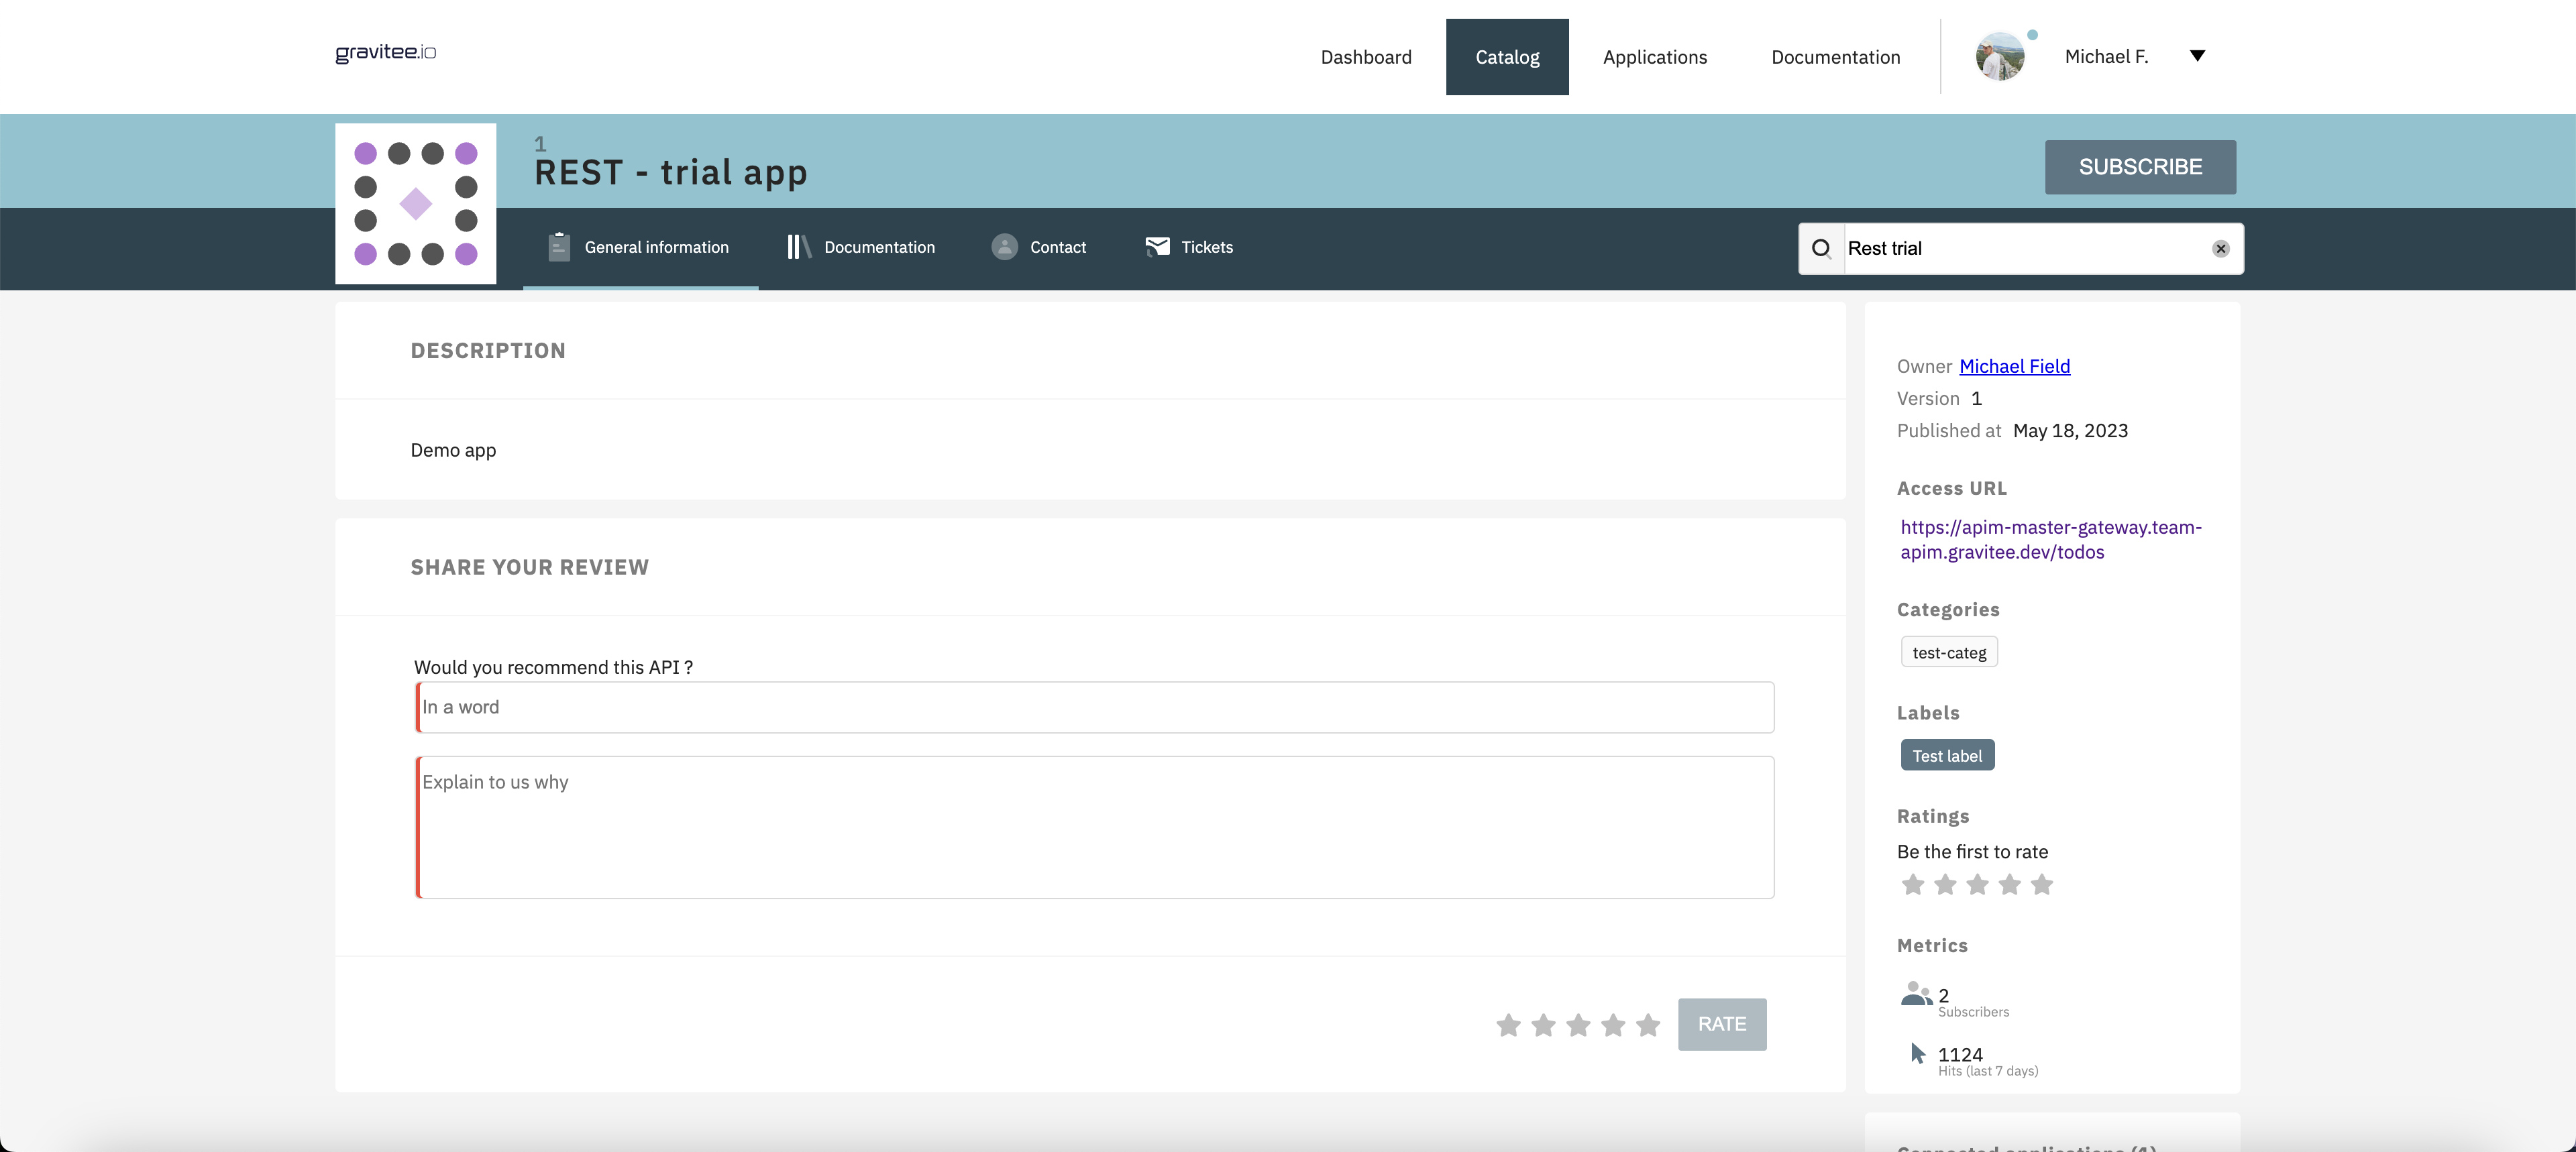 gravitee.io
Dashboard
Catalog
Applications
Documentation
Michael F.
1
REST - trial app
SUBSCRIBE
General information
Documentation
Contact
Tickets
Rest trial
DESCRIPTION
Demo app
SHARE YOUR REVIEW
Would you recommend this API ?
In a word
Explain to us why
RATE
Owner Michael Field
Version 1
Published at May 18, 2023
Access URL
https://apim-master-gateway.team-
apim.gravitee.dev/todos
Categories
test-categ
Labels
Test label
Ratings
Be the first to rate
Metrics
2
Subscribers
1124
Hits (last 7 days)
Connected applications (1)